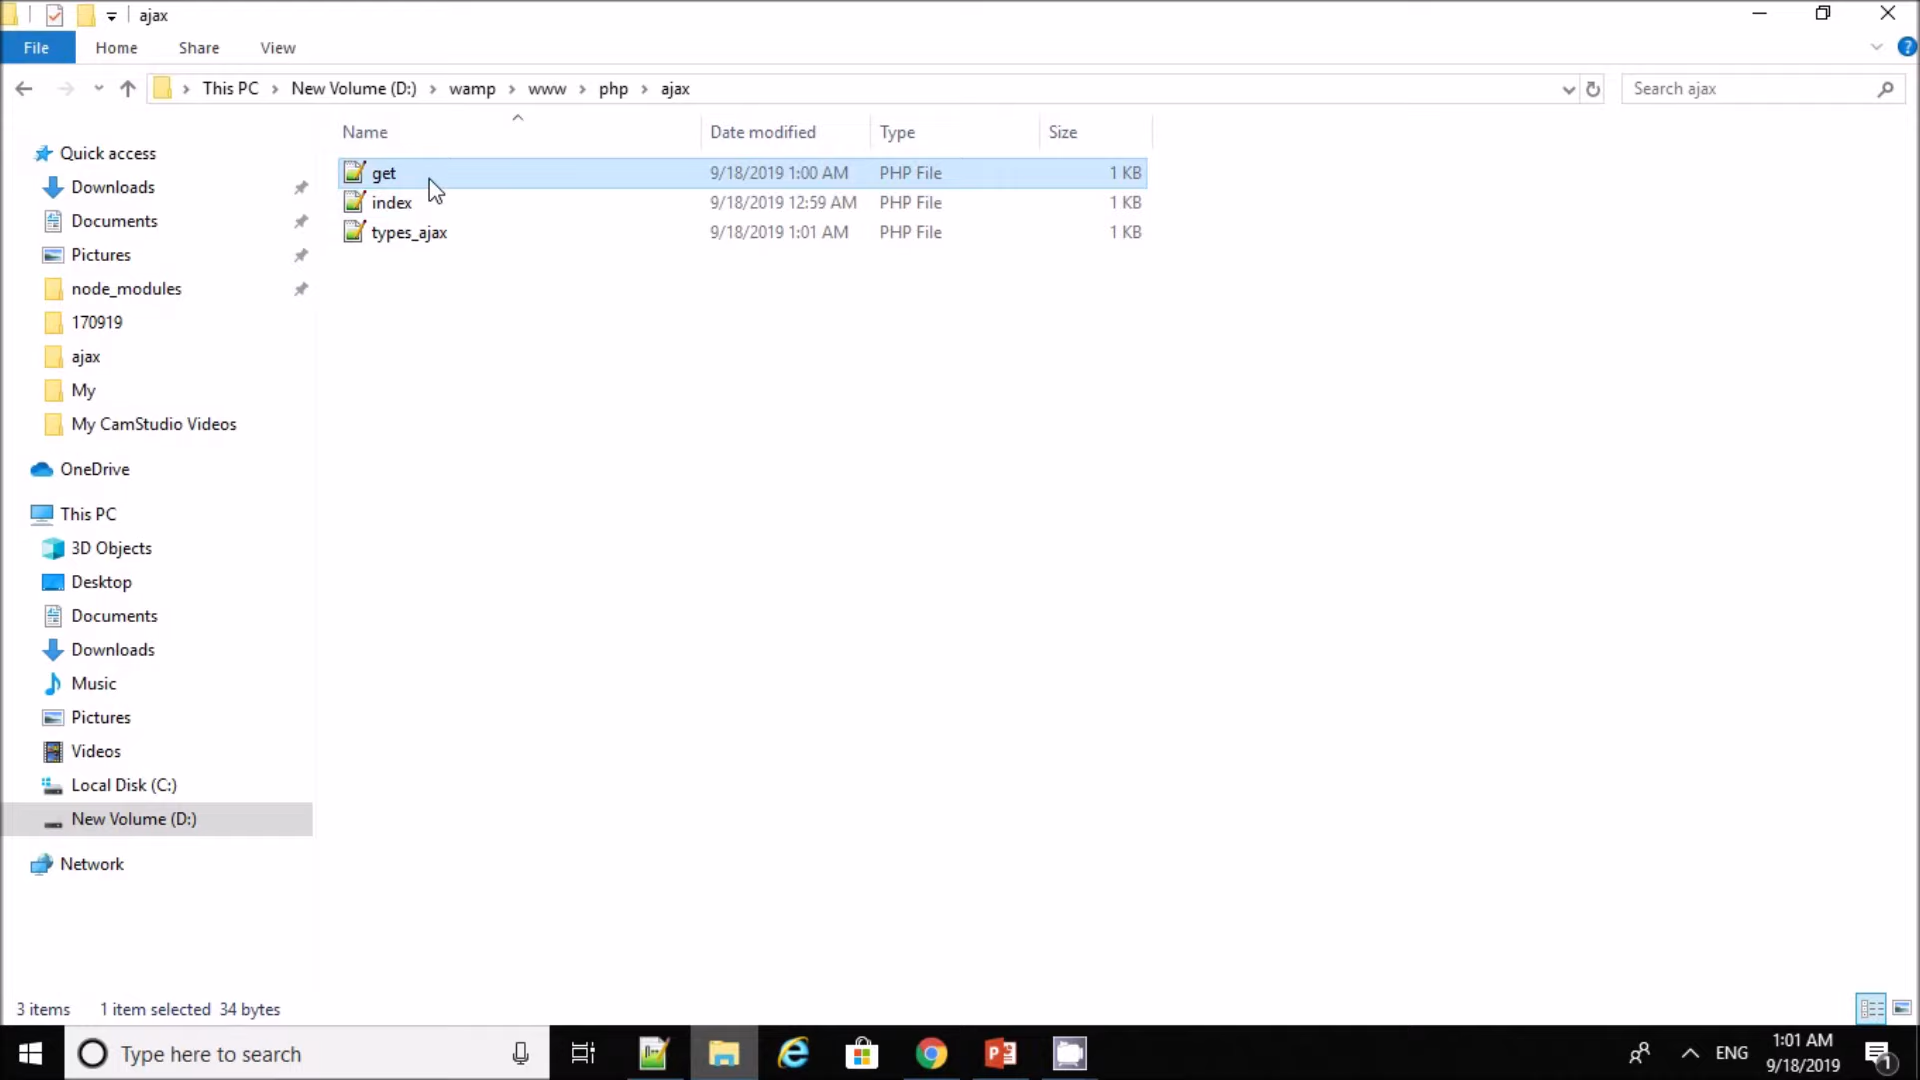 ajax
File Home Share View
This PC New Volume (D:) wamp www php ajax Search ajax
Name Date modified Type Size
get 9/18/2019 1:00 AM PHP File 1 KB
index 9/18/2019 12:59 AM PHP File 1 KB
types_ajax 9/18/2019 1:01 AM PHP File 1 KB
Quick access
Downloads
Documents
Pictures
node_modules
170919
ajax
My
My CamStudio Videos
OneDrive
This PC
3D Objects
Desktop
Documents
Downloads
Music
Pictures
Videos
Local Disk (C:)
New Volume (D:)
Network
3 items 1 item selected 34 bytes
Type here to search
ENG
1:01 AM
9/18/2019
1